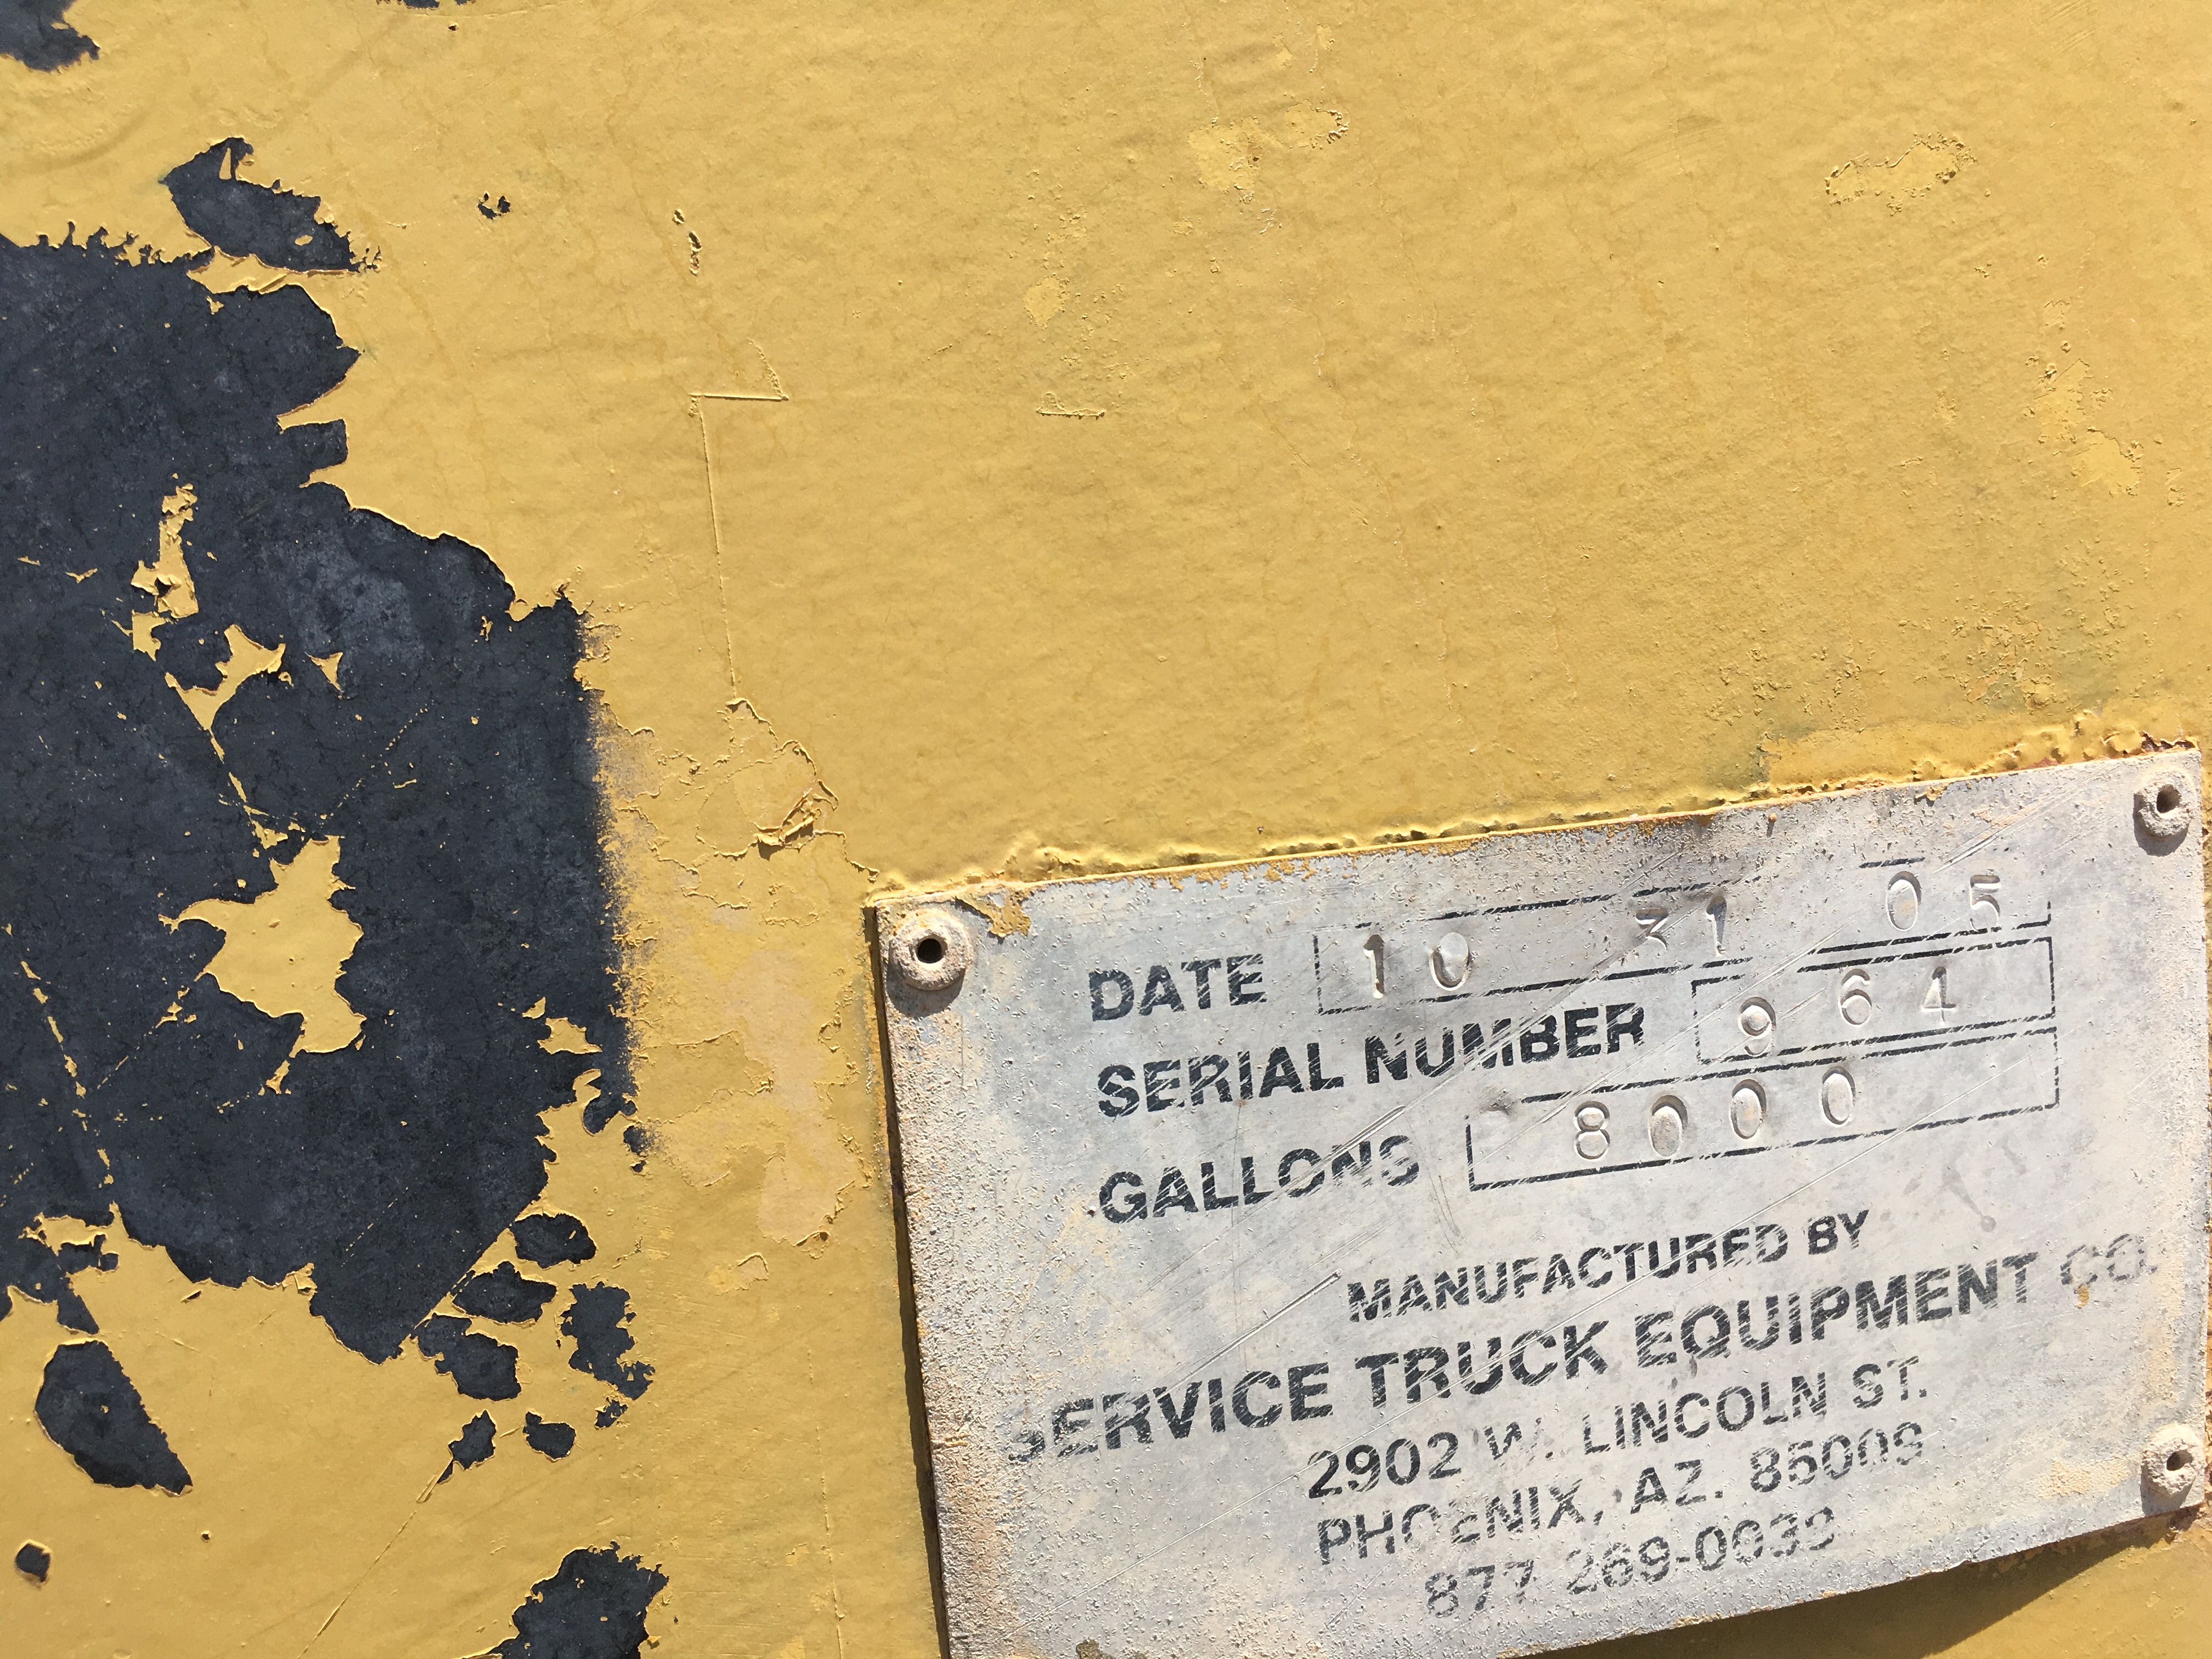 DATE 10 31 05
SERIAL NUMBER 964
GALLONS 8000
MANUFACTURED BY
SERVICE TRUCK EQUIPMENT CO.
2902 W. LINCOLN ST.
PHOENIX, AZ. 85009
877 269-0039